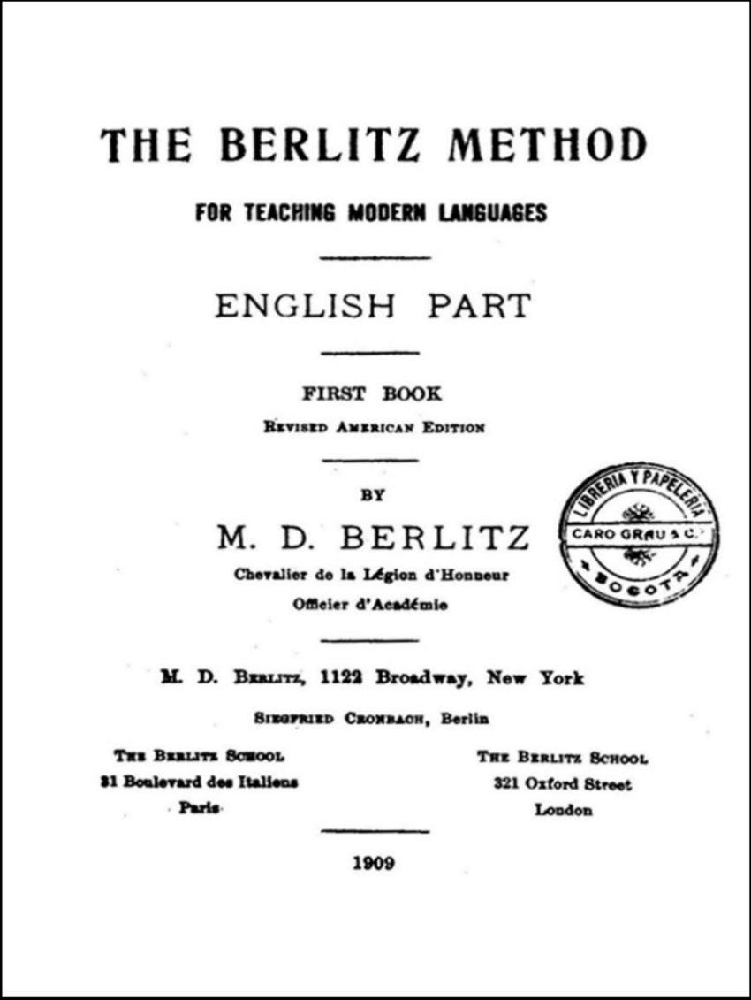 THE BERLITZ METHOD
FOR TEACHING MODERN LANGUAGES
ENGLISH PART
FIRST BOOK
REVISED AMERICAN EDITION
BY
M. D. BERLITZ
Chevalier de la Légion d'Honneur
Officier d'Académie
LIBRERIA Y PAPELERIA
CARO GRAU & C.
BOGOTA
M. D. BERLITZ, 1122 Broadway, New York
SIEGFRIED CRONBACH, Berlin
THE BERLITZ SCHOOL
31 Boulevard des Italiens
Paris
THE BERLITZ SCHOOL
321 Oxford Street
London
1909